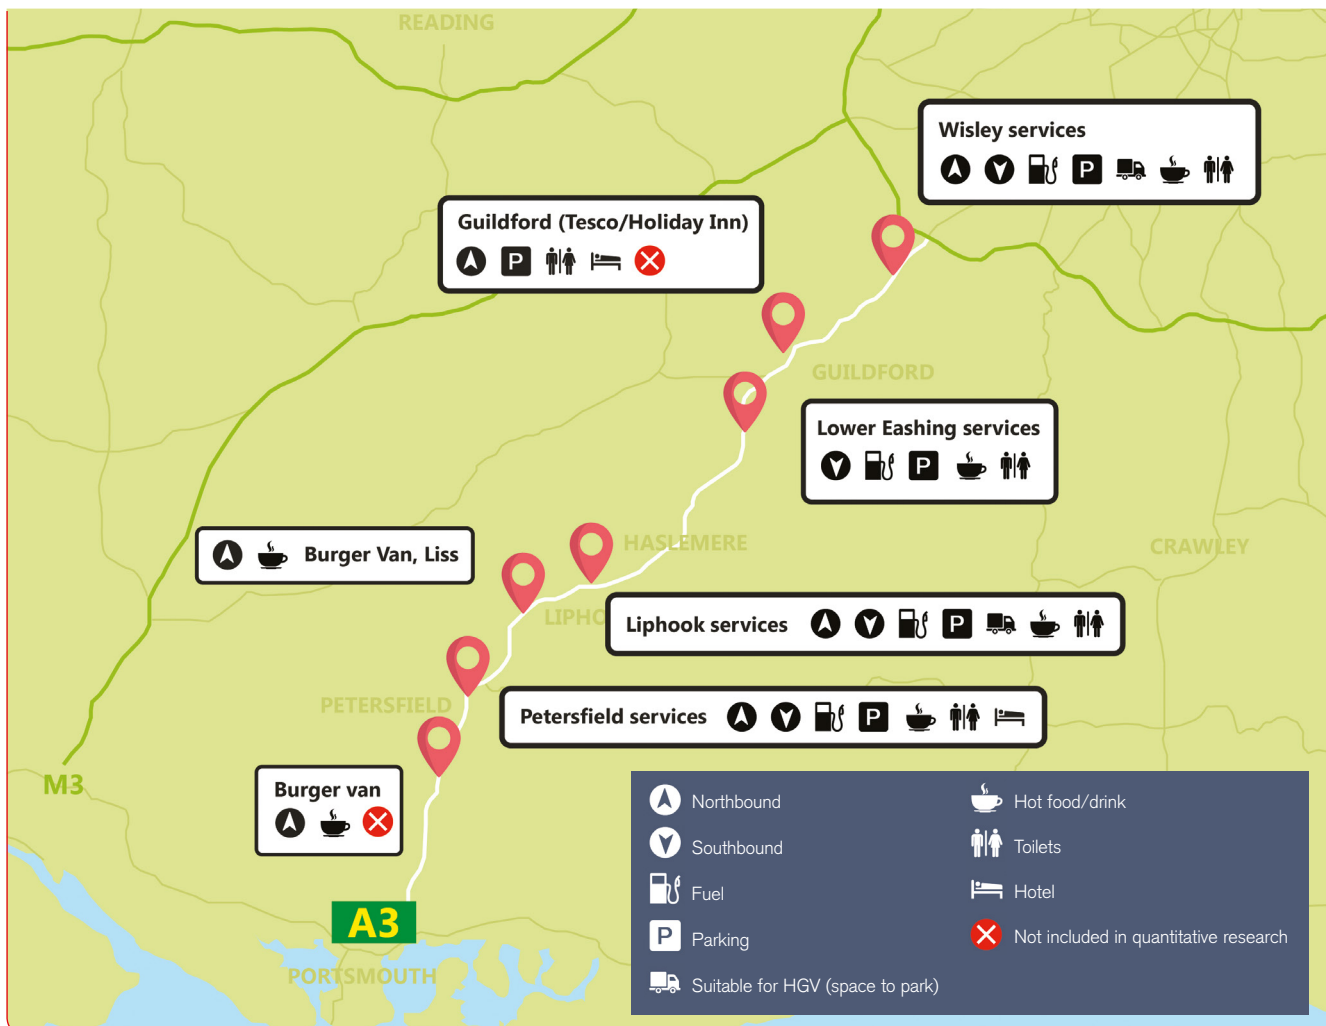 READING
Wisley services
P
Guildford (Tesco/Holiday Inn)
P
GUILDFORD
Lower Eashing services
P
HASLEMERE
CRAWLEY
Burger Van, Liss
LIPHO
Liphook services
P
PETERSFIELD
Petersfield services
P
M3
Burger van
A3
PORTSMOUTH
Northbound
Southbound
Fuel
P Parking
Suitable for HGV (space to park)
Hot food/drink
Toilets
Hotel
Not included in quantitative research